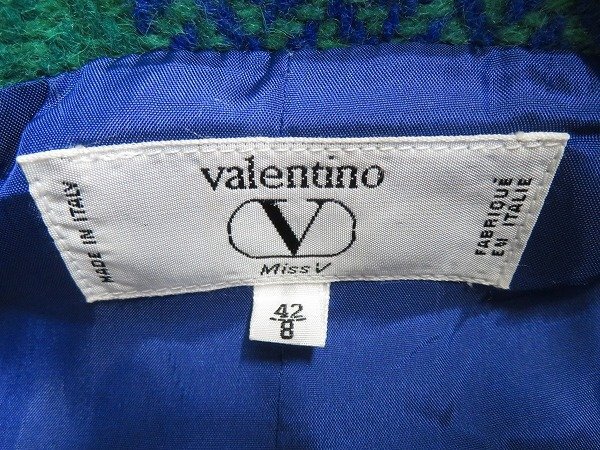 valentino
V
Miss V
MADE IN ITALY
FABRIQUÉ
EN ITALIE
42
8